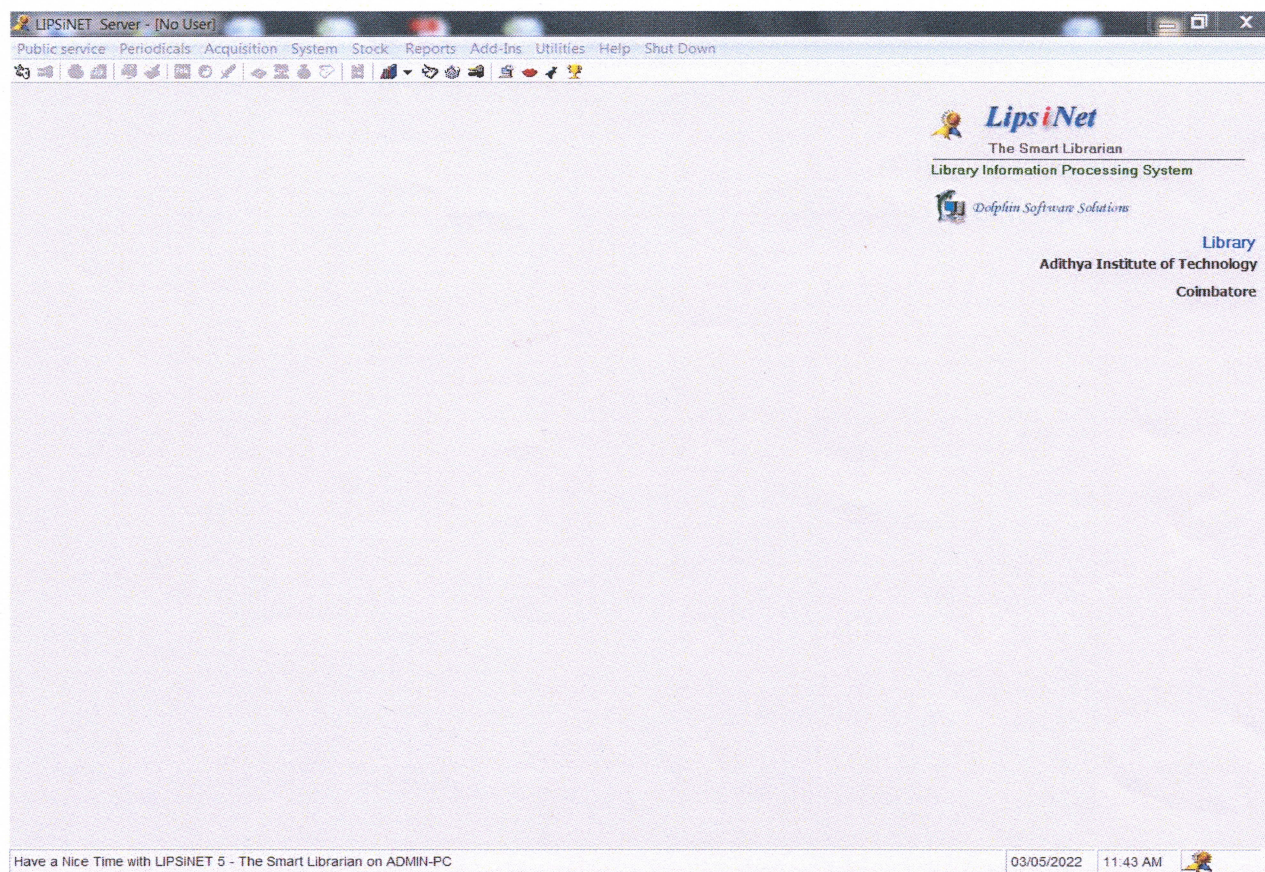 LIPSiNET Server - [No User]
Public service Periodicals Acquisition System Stock Reports Add-Ins Utilities Help Shut Down
LipsiNet
The Smart Librarian
Library Information Processing System
Dolphin Software Solutions
Library
Adithya Institute of Technology
Coimbatore
Have a Nice Time with LIPSiNET 5 - The Smart Librarian on ADMIN-PC 03/05/2022 11:43 AM